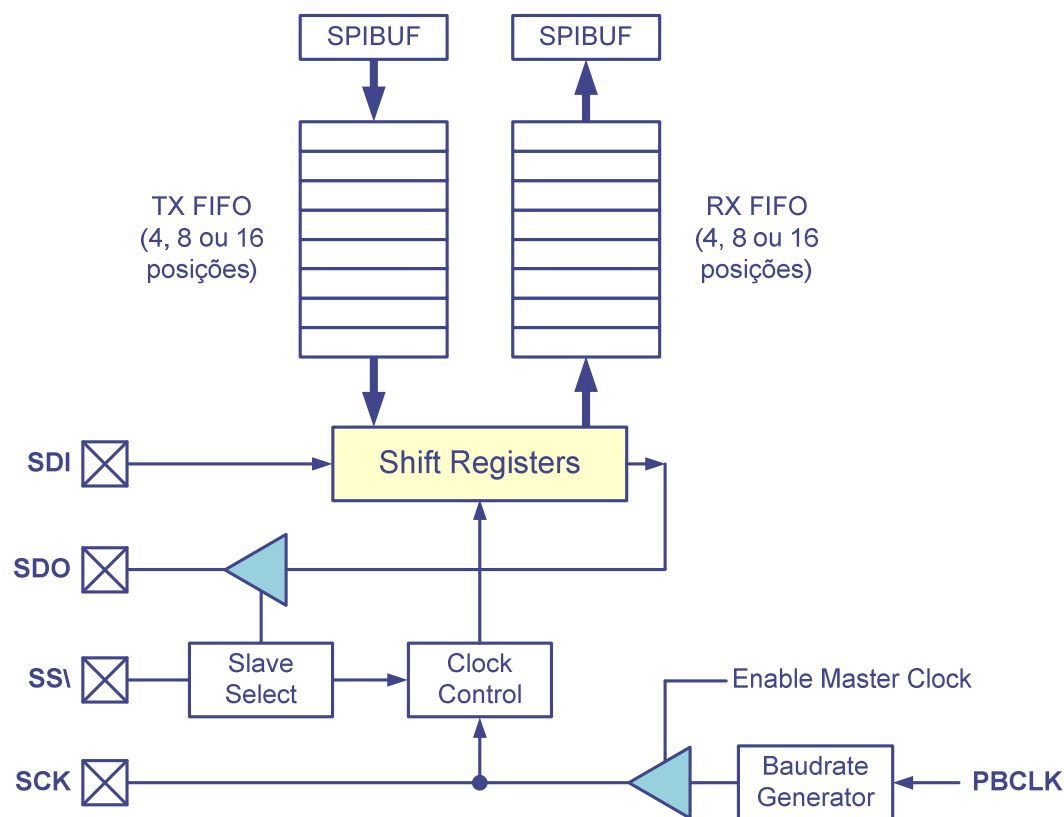 SPIBUF
SPIBUF
TX FIFO
(4, 8 ou 16
posições)
RX FIFO
(4, 8 ou 16
posições)
SDI
Shift Registers
SDO
SS\
Slave
Select
Clock
Control
Enable Master Clock
SCK
Baudrate
Generator
PBCLK